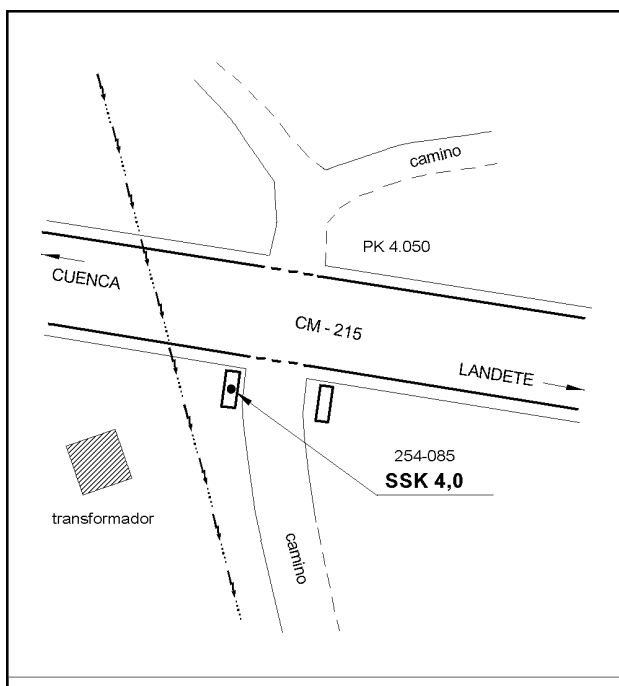 camino
PK 4.050
CUENCA
CM - 215
LANDETE
254-085
SSK 4,0
transformador
camino